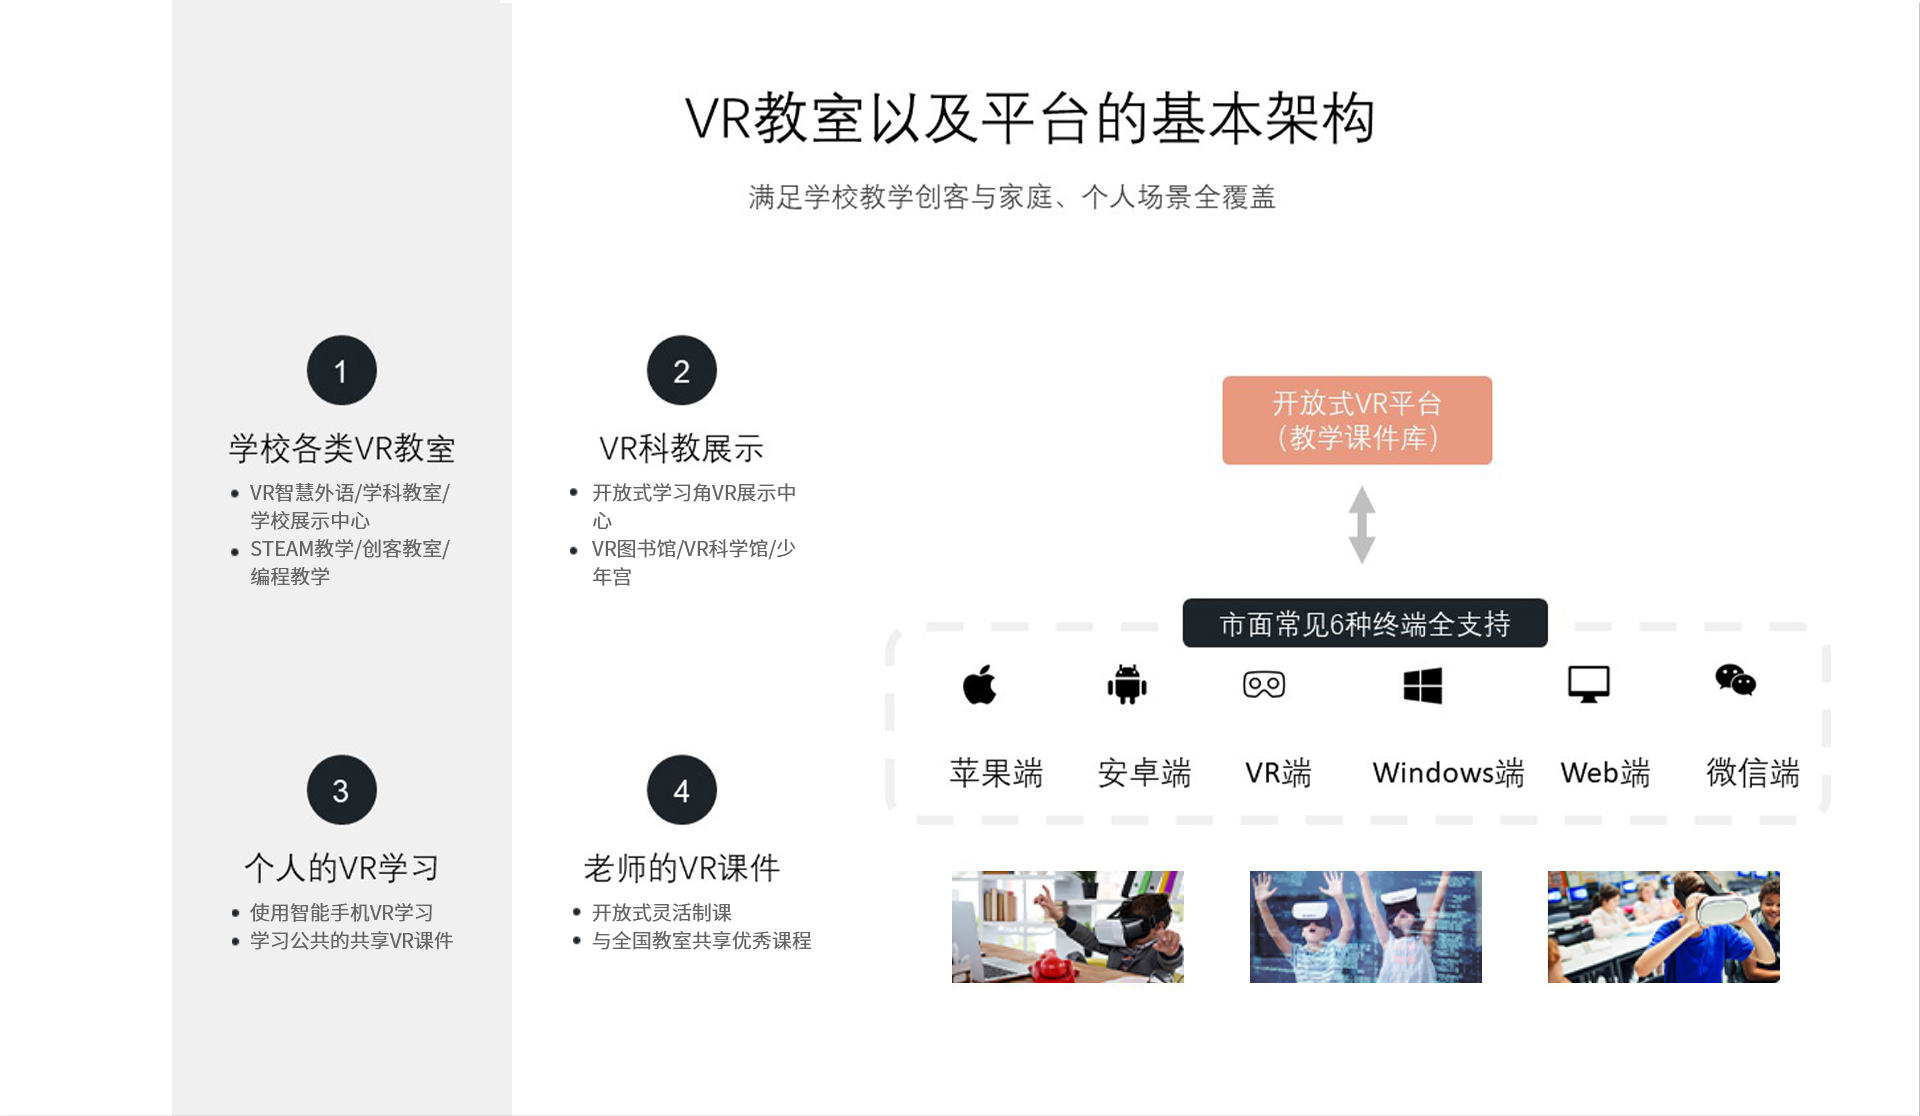 VR教室以及平台的基本架构
满足学校教学创客与家庭、个人场景全覆盖
1
学校各类VR教室
VR智慧外语/学科教室/
学校展示中心
STEAM教学/创客教室/
编程教学
2
VR科教展示
开放式学习角VR展示中
心
VR图书馆/VR科学馆/少
年宫
3
个人的VR学习
使用智能手机VR学习
学习公共的共享VR课件
4
老师的VR课件
开放式灵活制课
与全国教室共享优秀课程
开放式VR平台
（教学课件库）
市面常见6种终端全支持
苹果端
安卓端
VR端
Windows端
Web端
微信端